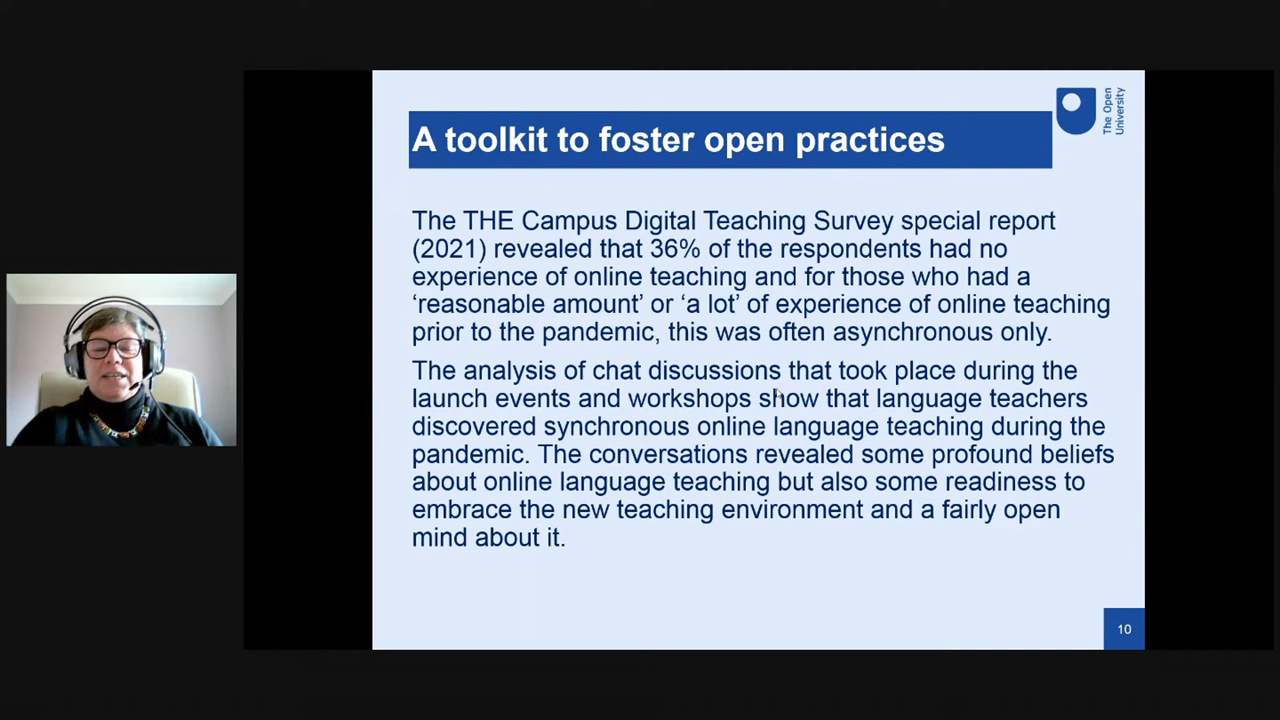 A toolkit to foster open practices
The Open
University
The THE Campus Digital Teaching Survey special report
(2021) revealed that 36% of the respondents had no
experience of online teaching and for those who had a
‘reasonable amount’ or ‘a lot’ of experience of online teaching
prior to the pandemic, this was often asynchronous only.
The analysis of chat discussions that took place during the
launch events and workshops show that language teachers
discovered synchronous online language teaching during the
pandemic. The conversations revealed some profound beliefs
about online language teaching but also some readiness to
embrace the new teaching environment and a fairly open
mind about it.
10